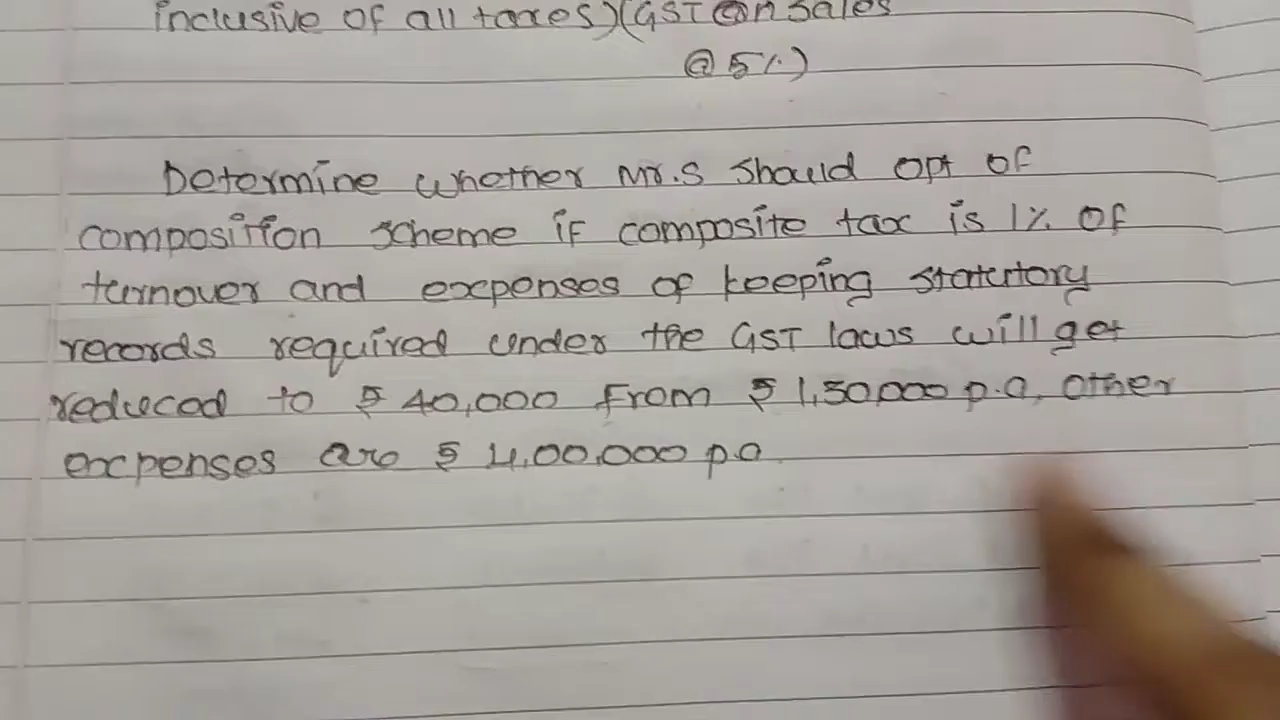 inclusive of all taxes)(GST on sales
@ 5%)
Determine whether Mr.S should opt of
composition scheme if composite tax is 1% of
turnover and expenses of keeping statutory
records required under the GST laws will get
reduced to ₹ 40,000 from ₹ 1,50,000 p.a, other
expenses are ₹ 4,00,000 p.a